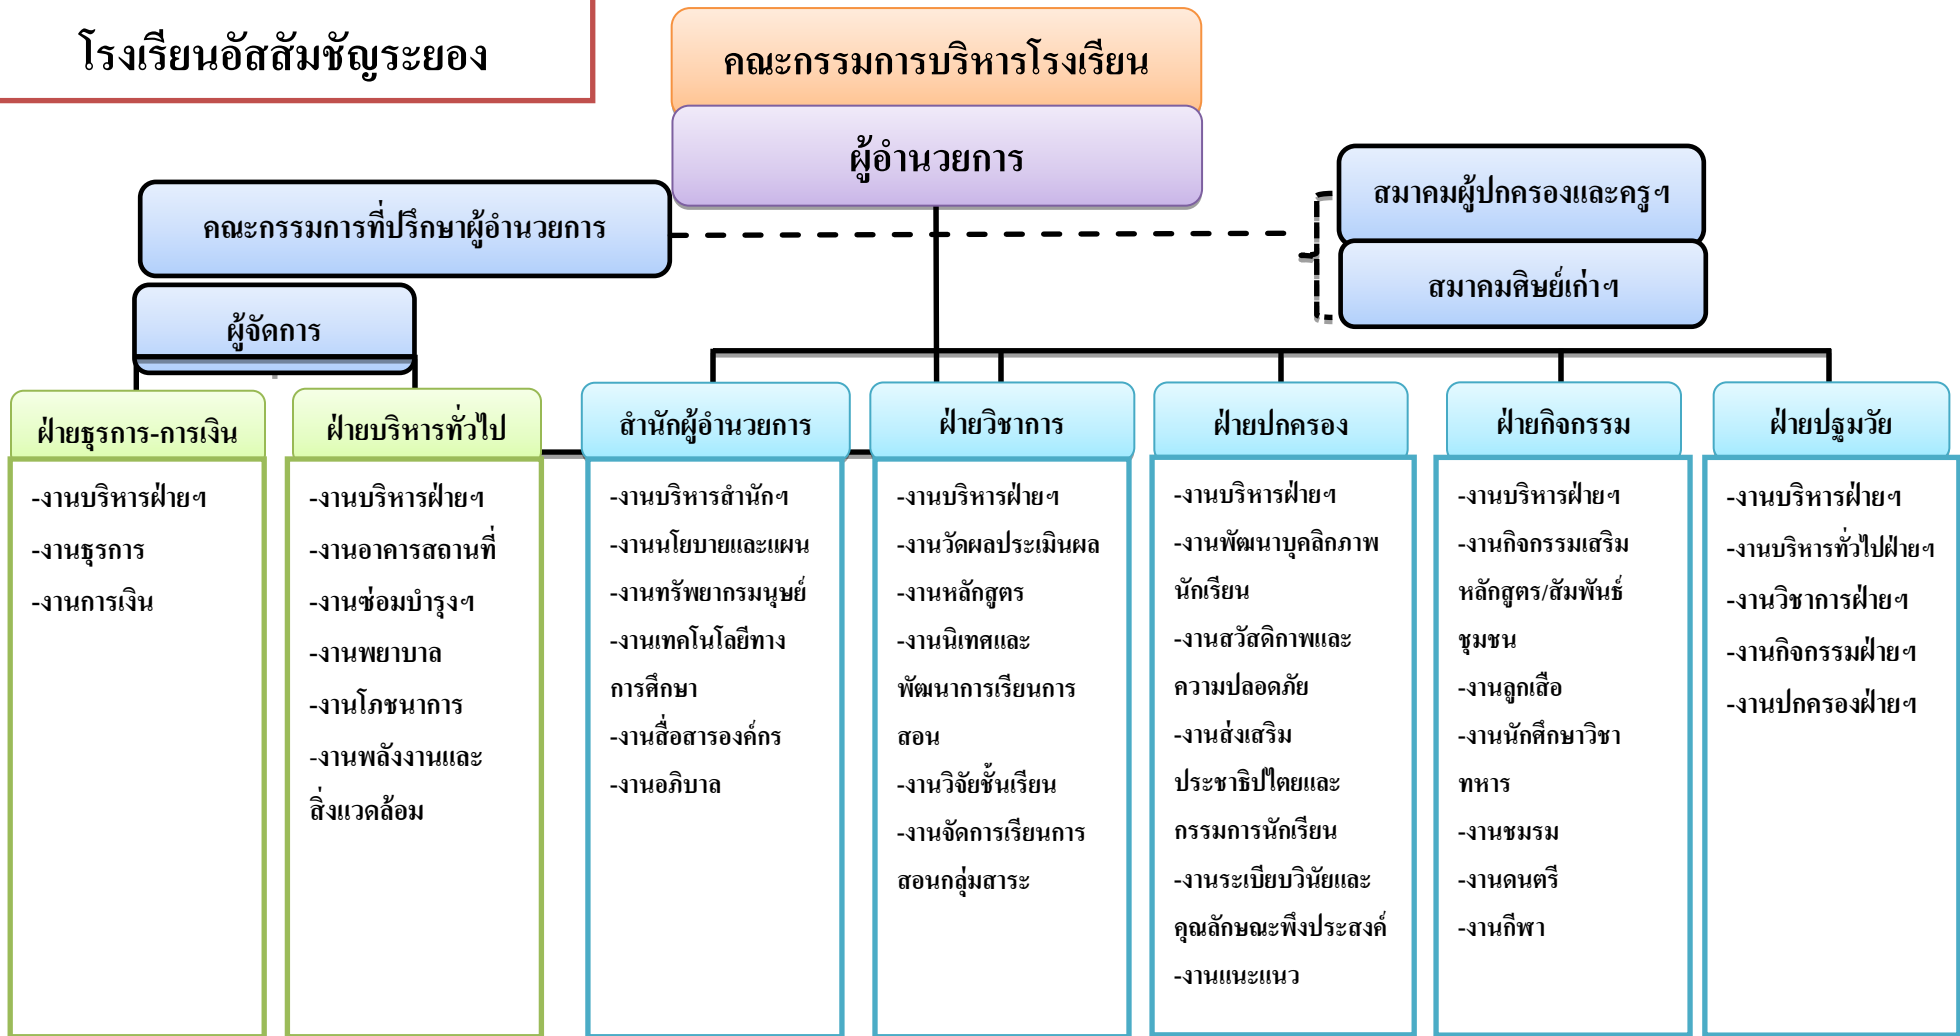 โรงเรียนอัสสัมชัญระยอง
คณะกรรมการบริหารโรงเรียน
ผู้อำนวยการ
คณะกรรมการที่ปรึกษาผู้อำนวยการ
สมาคมผู้ปกครองและครูฯ
สมาคมศิษย์เก่าฯ
ผู้จัดการ
ฝ่ายธุรการ-การเงิน
-งานบริหารฝ่ายฯ
-งานธุรการ
-งานการเงิน
ฝ่ายบริหารทั่วไป
-งานบริหารฝ่ายฯ
-งานอาคารสถานที่
-งานซ่อมบำรุงฯ
-งานพยาบาล
-งานโภชนาการ
-งานพลังงานและ
สิ่งแวดล้อม
สำนักผู้อำนวยการ
-งานบริหารสำนักฯ
-งานนโยบายและแผน
-งานทรัพยากรมนุษย์
-งานเทคโนโลยีทาง
การศึกษา
-งานสื่อสารองค์กร
-งานอภิบาล
ฝ่ายวิชาการ
-งานบริหารฝ่ายฯ
-งานวัดผลประเมินผล
-งานหลักสูตร
-งานนิเทศและ
พัฒนาการเรียนการ
สอน
-งานวิจัยชั้นเรียน
-งานจัดการเรียนการ
สอนกลุ่มสาระ
ฝ่ายปกครอง
-งานบริหารฝ่ายฯ
-งานพัฒนาบุคลิกภาพ
นักเรียน
-งานสวัสดิภาพและ
ความปลอดภัย
-งานส่งเสริม
ประชาธิปไตยและ
กรรมการนักเรียน
-งานระเบียบวินัยและ
คุณลักษณะพึงประสงค์
-งานแนะแนว
ฝ่ายกิจกรรม
-งานบริหารฝ่ายฯ
-งานกิจกรรมเสริม
หลักสูตร/สัมพันธ์
ชุมชน
-งานลูกเสือ
-งานนักศึกษาวิชา
ทหาร
-งานชมรม
-งานดนตรี
-งานกีฬา
ฝ่ายปฐมวัย
-งานบริหารฝ่ายฯ
-งานบริหารทั่วไปฝ่ายฯ
-งานวิชาการฝ่ายฯ
-งานกิจกรรมฝ่ายฯ
-งานปกครองฝ่ายฯ